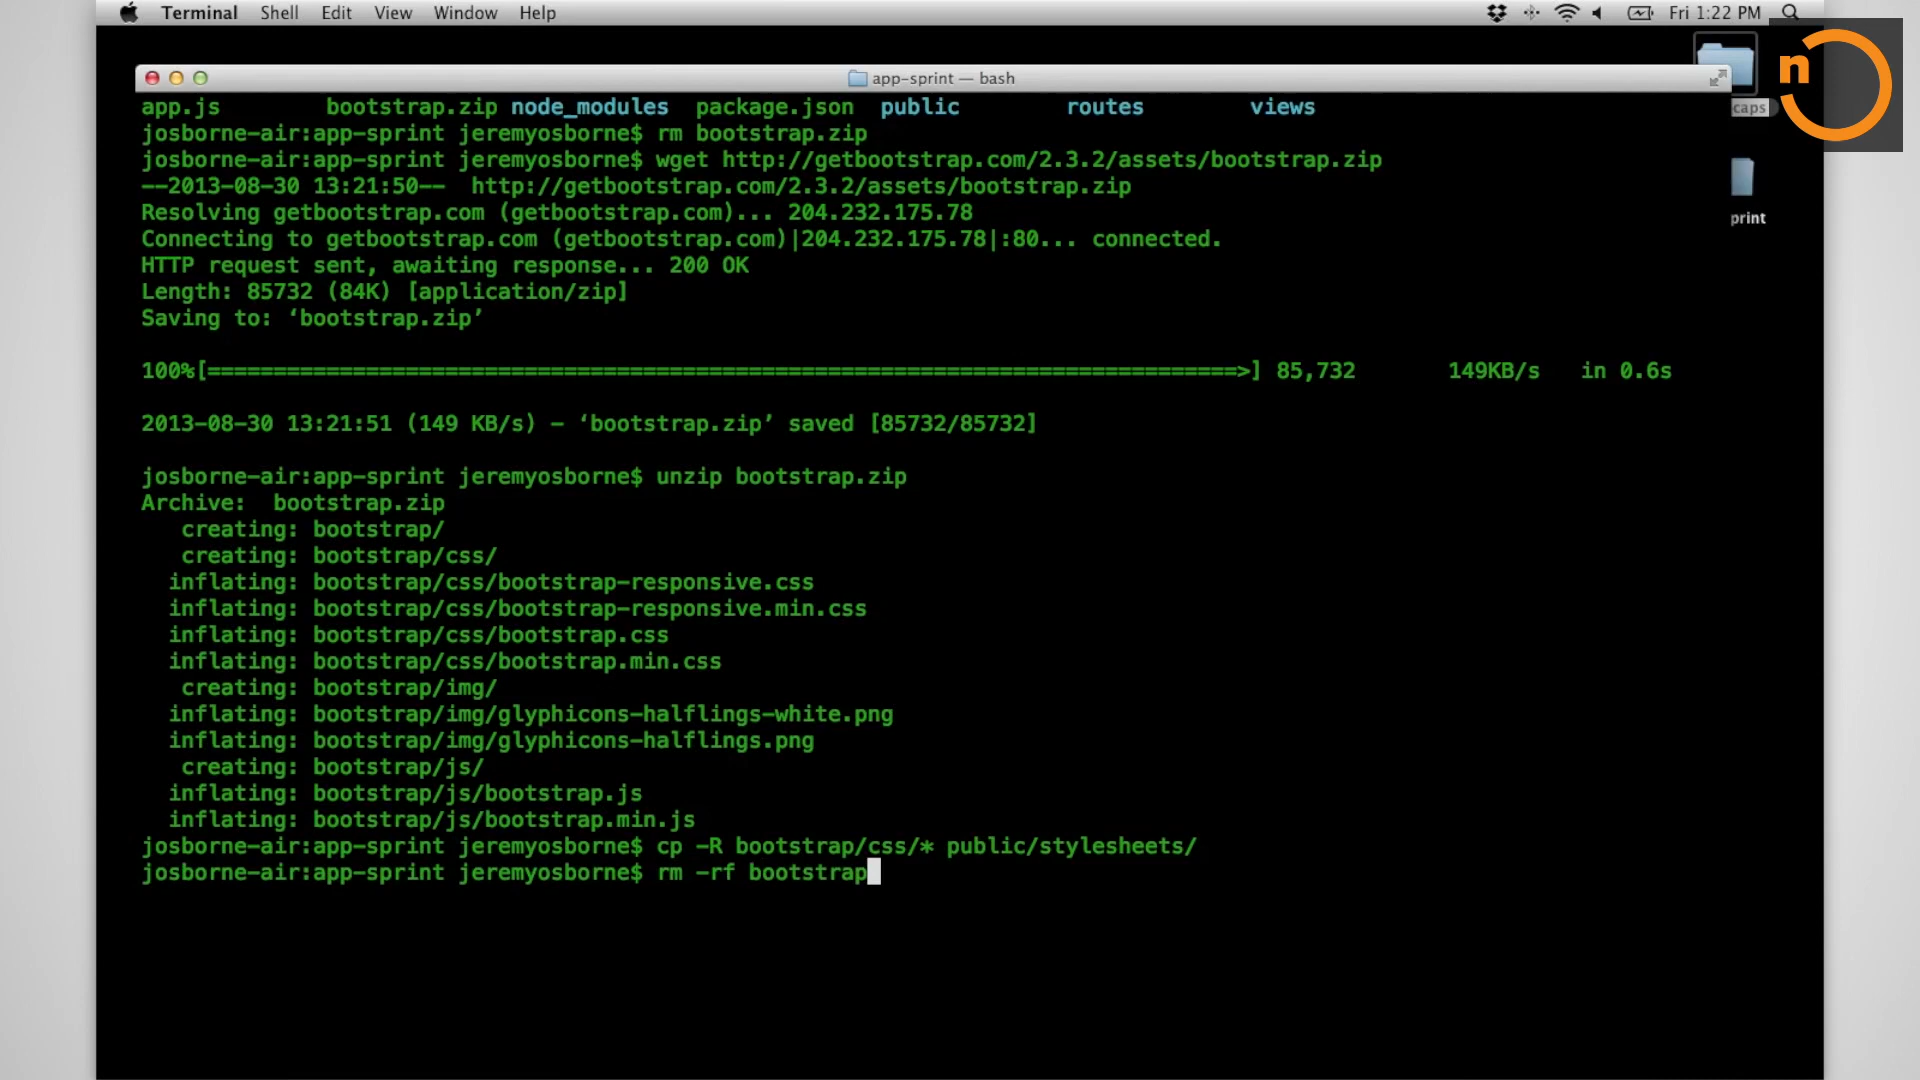 Terminal Shell Edit View Window Help Fri 1:22 PM
n
app-sprint — bash
caps
print
app.js bootstrap.zip node_modules package.json public routes views
josborne-air:app-sprint jeremyosborne$ rm bootstrap.zip
josborne-air:app-sprint jeremyosborne$ wget http://getbootstrap.com/2.3.2/assets/bootstrap.zip
--2013-08-30 13:21:50-- http://getbootstrap.com/2.3.2/assets/bootstrap.zip
Resolving getbootstrap.com (getbootstrap.com)... 204.232.175.78
Connecting to getbootstrap.com (getbootstrap.com)|204.232.175.78|:80... connected.
HTTP request sent, awaiting response... 200 OK
Length: 85732 (84K) [application/zip]
Saving to: ‘bootstrap.zip’
100%[==============================================================================>] 85,732 149KB/s in 0.6s
2013-08-30 13:21:51 (149 KB/s) - ‘bootstrap.zip’ saved [85732/85732]
josborne-air:app-sprint jeremyosborne$ unzip bootstrap.zip
Archive: bootstrap.zip
creating: bootstrap/
creating: bootstrap/css/
inflating: bootstrap/css/bootstrap-responsive.css
inflating: bootstrap/css/bootstrap-responsive.min.css
inflating: bootstrap/css/bootstrap.css
inflating: bootstrap/css/bootstrap.min.css
creating: bootstrap/img/
inflating: bootstrap/img/glyphicons-halflings-white.png
inflating: bootstrap/img/glyphicons-halflings.png
creating: bootstrap/js/
inflating: bootstrap/js/bootstrap.js
inflating: bootstrap/js/bootstrap.min.js
josborne-air:app-sprint jeremyosborne$ cp -R bootstrap/css/* public/stylesheets/
josborne-air:app-sprint jeremyosborne$ rm -rf bootstrap